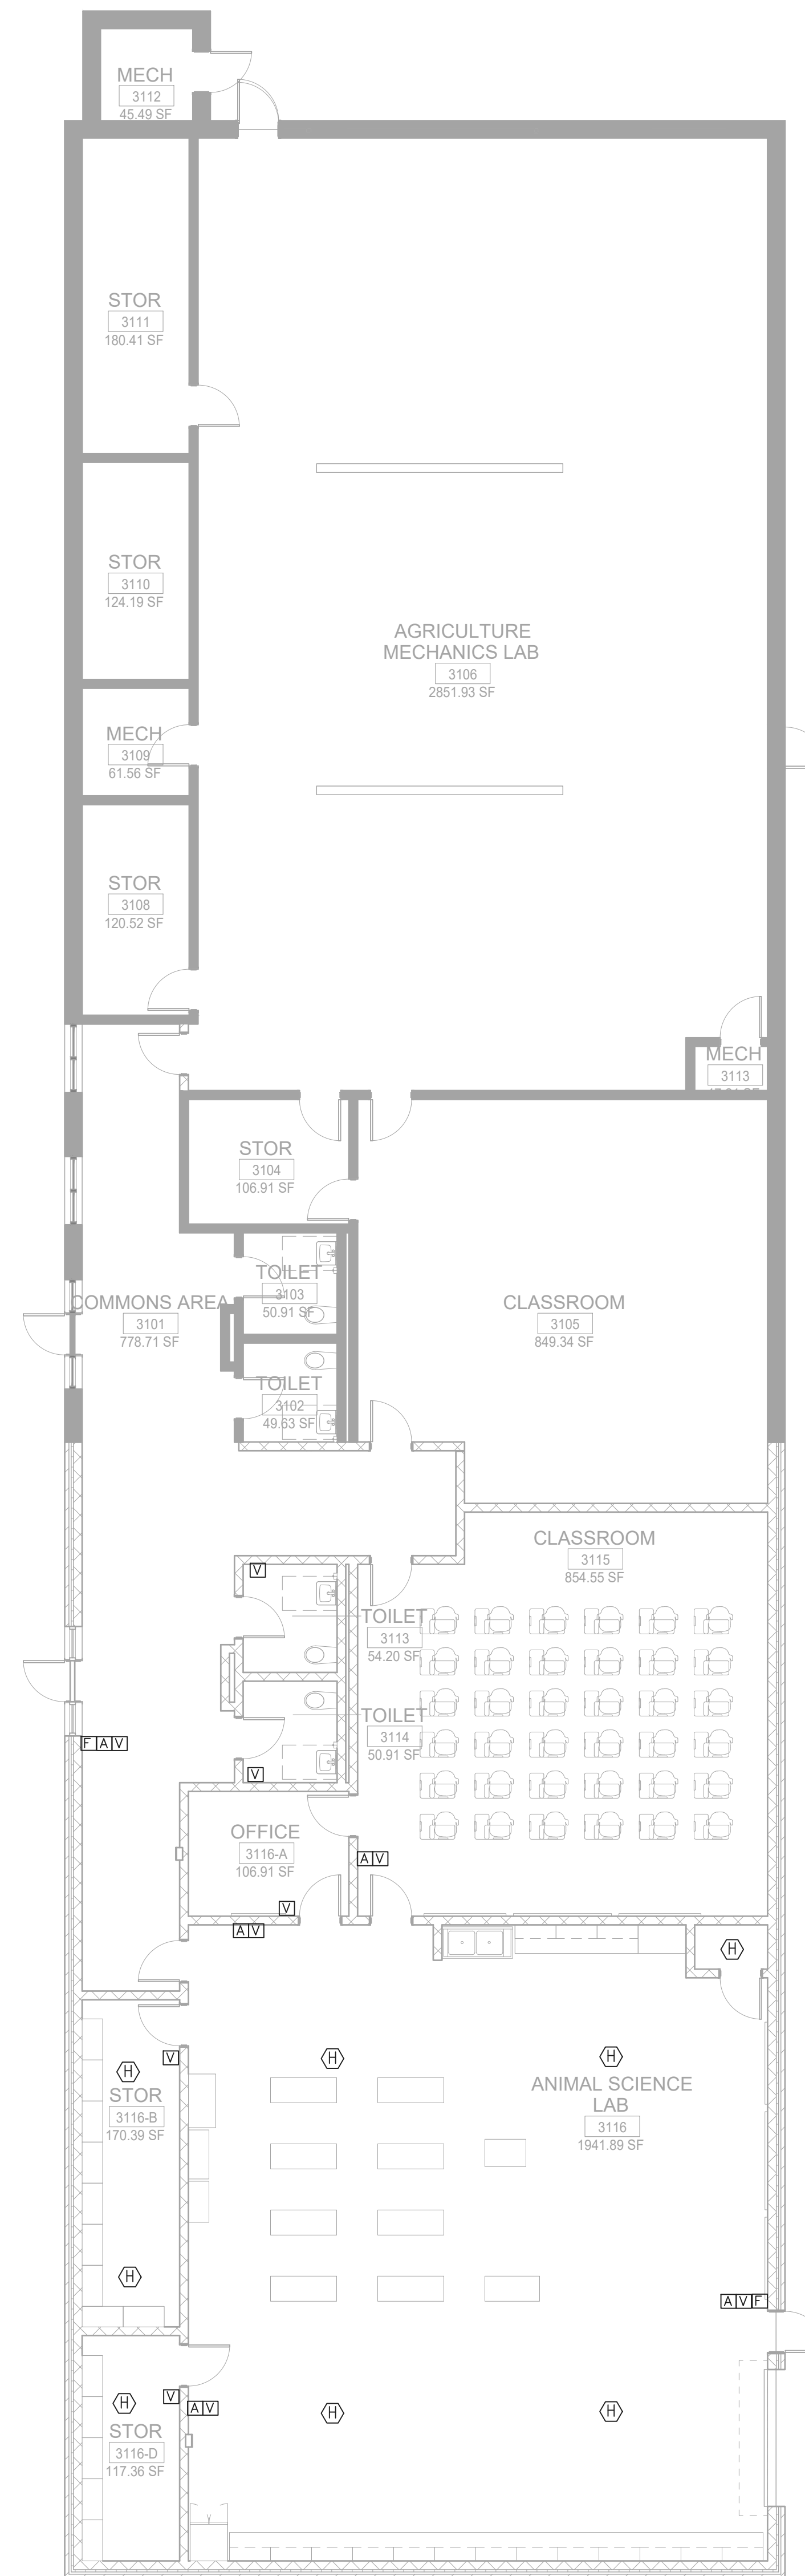 MECH
3112
45.49 SF
STOR
3111
180.41 SF
STOR
3110
124.19 SF
AGRICULTURE
MECHANICS LAB
3106
2851.93 SF
MECH
3109
61.56 SF
STOR
3108
120.52 SF
MECH
3113
STOR
3104
106.91 SF
TOILET
3103
50.91 SF
COMMONS AREA
3101
778.71 SF
CLASSROOM
3105
849.34 SF
TOILET
3102
49.63 SF
CLASSROOM
3115
854.55 SF
V
TOILET
3113
54.20 SF
TOILET
3114
50.91 SF
F A V
V
OFFICE
3116-A
106.91 SF
A V
V
A V
H
V
H
H
H
STOR
3116-B
170.39 SF
ANIMAL SCIENCE
LAB
3116
1941.89 SF
H
A V F
V
H
A V
H
H
STOR
3116-D
117.36 SF